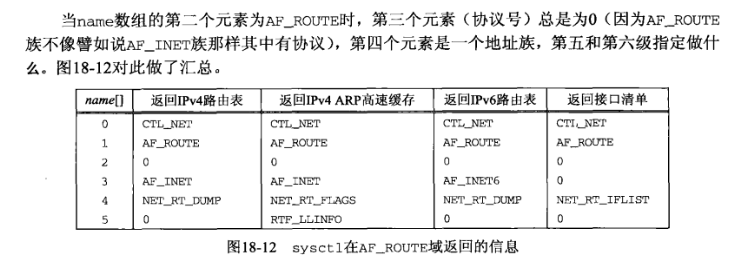 当name数组的第二个元素为AF_ROUTE时，第三个元素（协议号）总是为0（因为AF_ROUTE
族不像譬如说AF_INET族那样其中有协议），第四个元素是一个地址族，第五和第六级指定做什
么。图18-12对此做了汇总。
name[] 返回IPv4路由表 返回IPv4 ARP高速缓存 返回IPv6路由表 返回接口清单
0 CTL_NET CTL_NET CTL_NET CTL_NET
1 AF_ROUTE AF_ROUTE AF_ROUTE AF_ROUTE
2 0 0 0 0
3 AF_INET AF_INET AF_INET6 0
4 NET_RT_DUMP NET_RT_FLAGS NET_RT_DUMP NET_RT_IFLIST
5 0 RTF_LLINFO 0 0
图18-12 sysctl在AF_ROUTE域返回的信息